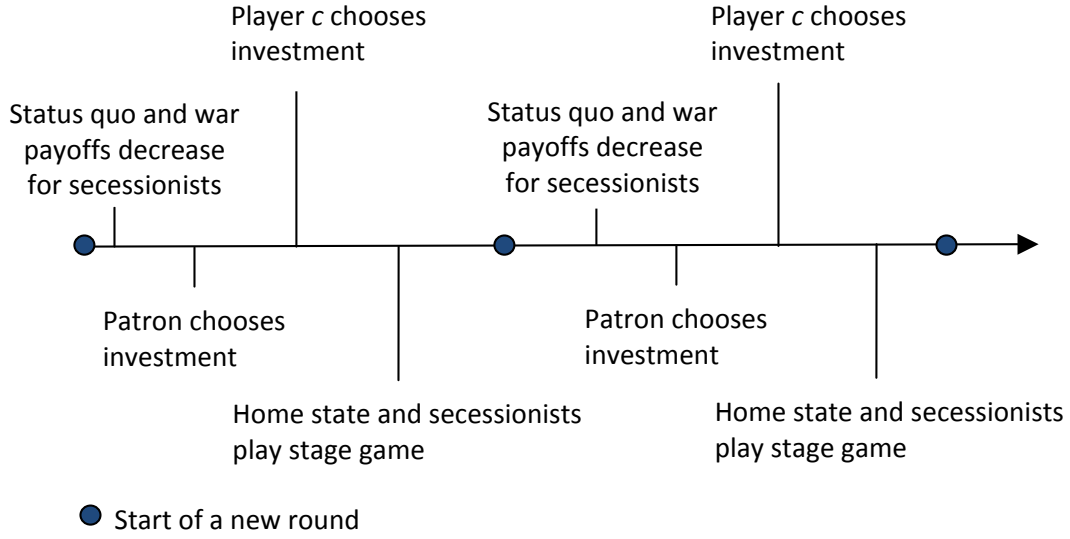 Player c chooses
investment
Player c chooses
investment
Status quo and war
payoffs decrease
for secessionists
Status quo and war
payoffs decrease
for secessionists
Patron chooses
investment
Patron chooses
investment
Home state and secessionists
play stage game
Home state and secessionists
play stage game
Start of a new round